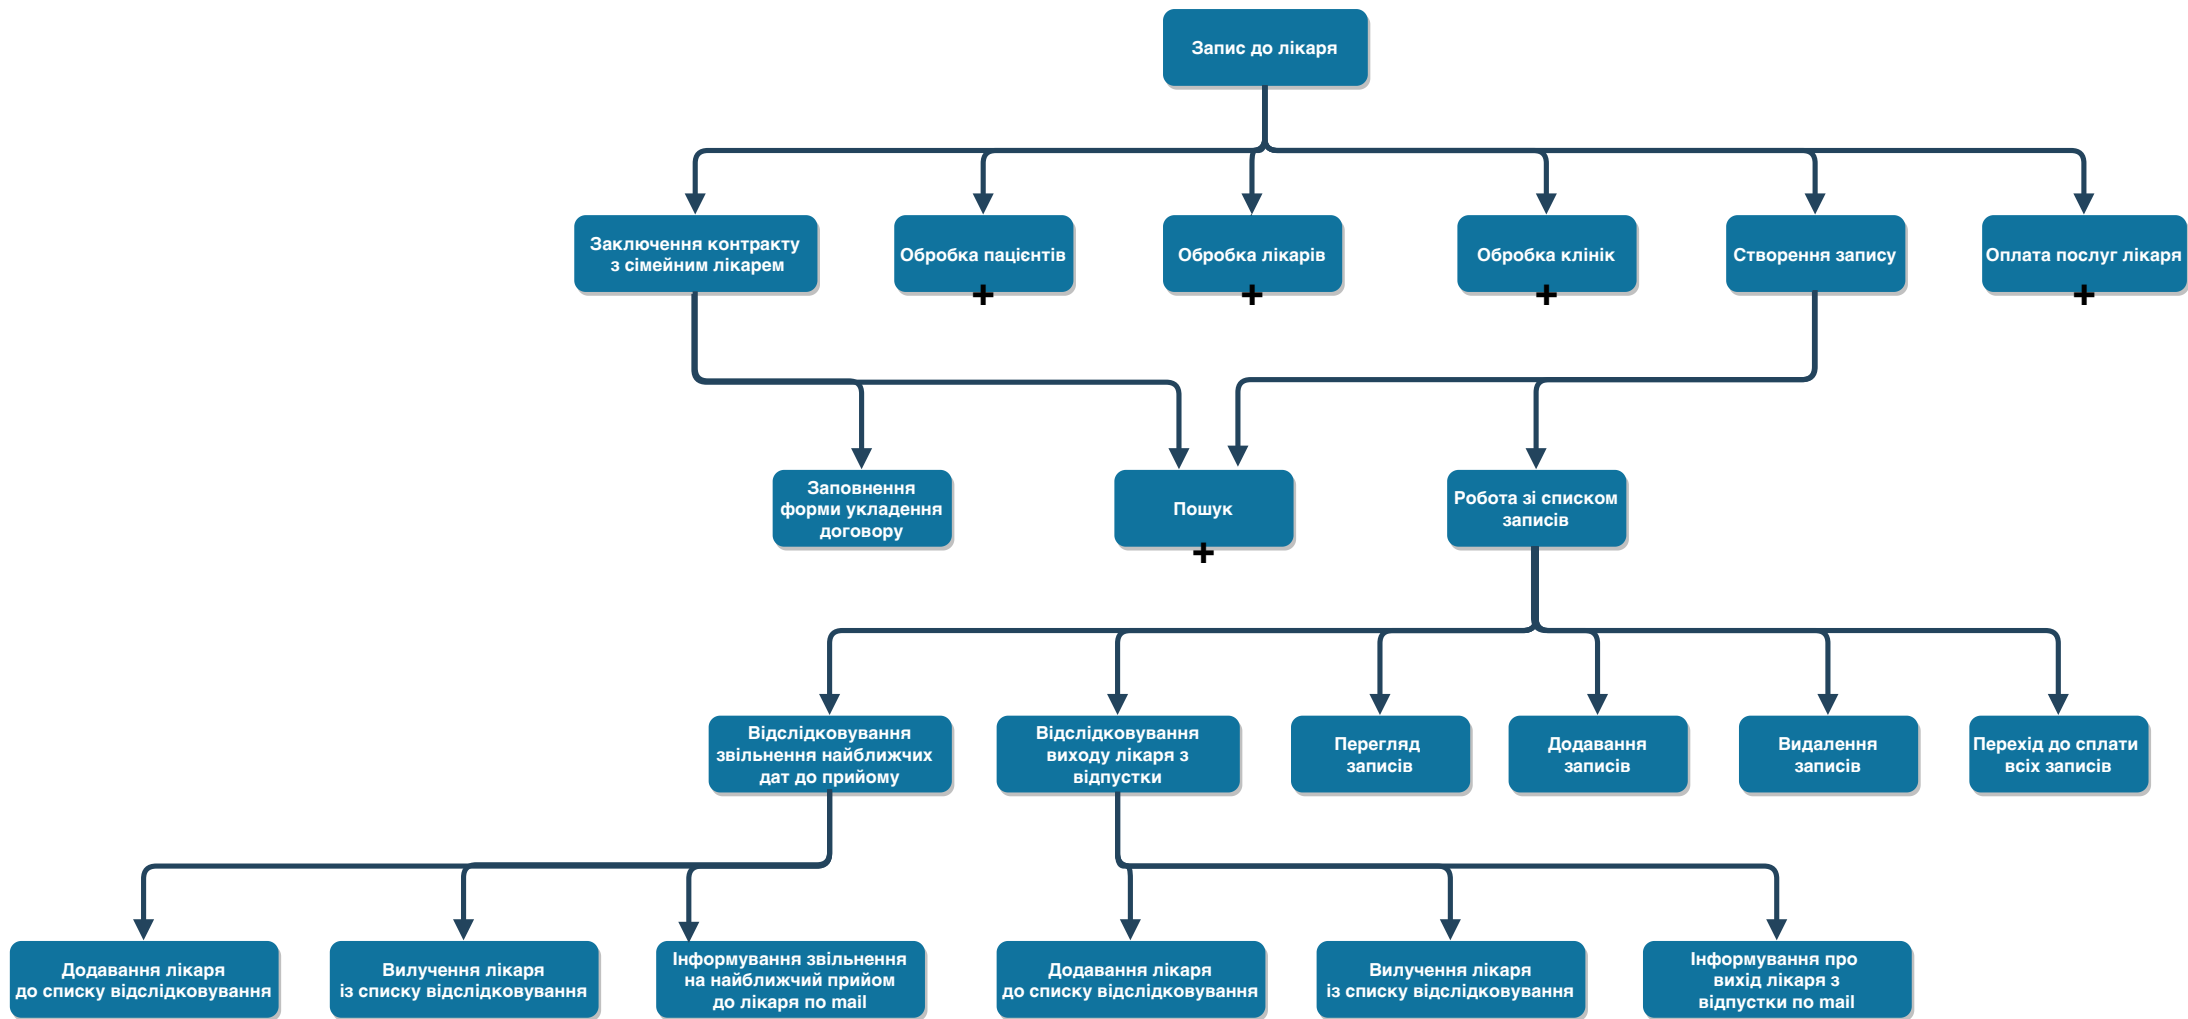 Запис до лікаря
Заключення контракту
з сімейним лікарем
Обробка пацієнтів
Обробка лікарів
Обробка клінік
Створення запису
Оплата послуг лікаря
+
+
+
+
Заповнення
форми укладення
договору
Пошук
Робота зі списком
записів
+
Відслідковування
звільнення найближчих
дат до прийому
Відслідковування
виходу лікаря з
відпустки
Перегляд
записів
Додавання
записів
Видалення
записів
Перехід до сплати
всіх записів
Додавання лікаря
до списку відслідковування
Вилучення лікаря
із списку відслідковування
Інформування звільнення
на найближчий прийом
до лікаря по mail
Додавання лікаря
до списку відслідковування
Вилучення лікаря
із списку відслідковування
Інформування про
вихід лікаря з
відпустки по mail